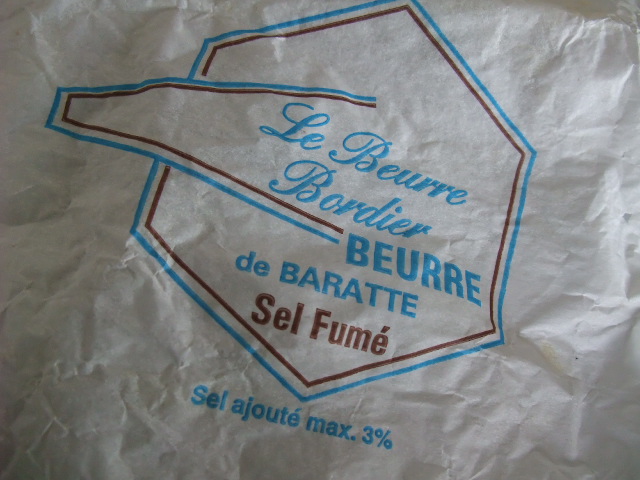 Le Beurre
Bordier
BEURRE
de BARATTE
Sel Fumé
Sel ajouté max. 3%